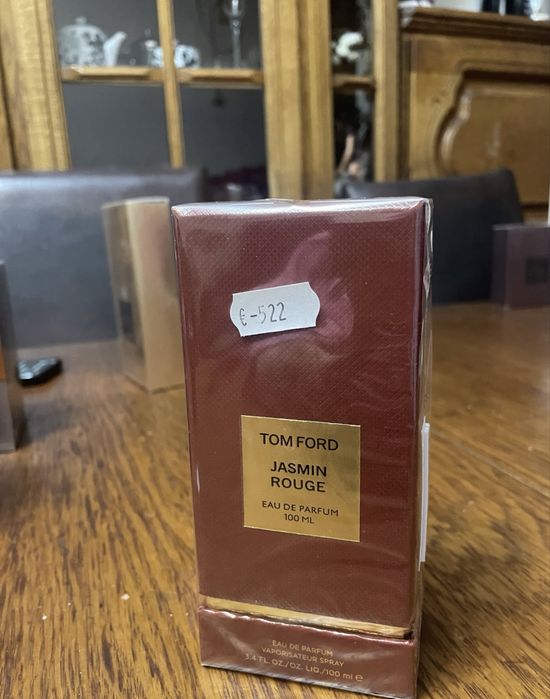 €-522
TOM FORD
JASMIN
ROUGE
EAU DE PARFUM
100 ML
EAU DE PARFUM
VAPORISATEUR SPRAY
3.4 FL.OZ./OZ. LIQ./100 ml e